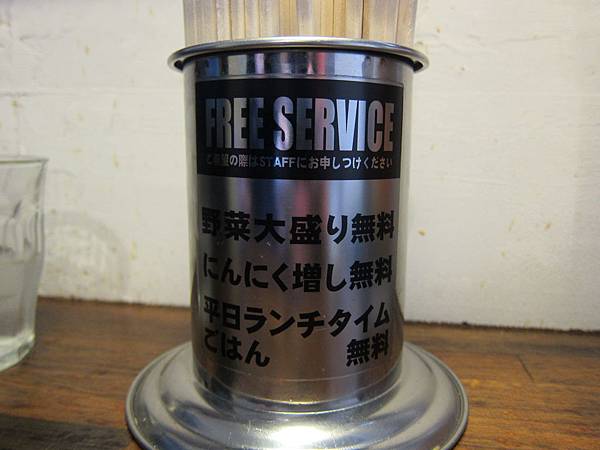 FREE SERVICE
ご希望の際はSTAFFにお申しつけください
野菜大盛り無料
にんにく増し無料
平日ランチタイム
ごはん 無料